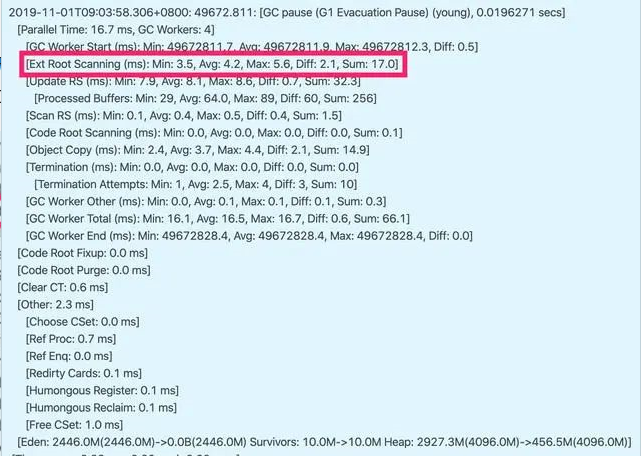 2019-11-01T09:03:58.306+0800: 49672.811: [GC pause (G1 Evacuation Pause) (young), 0.0196271 secs]
[Parallel Time: 16.7 ms, GC Workers: 4]
[GC Worker Start (ms): Min: 49672811.7, Avg: 49672811.9, Max: 49672812.3, Diff: 0.5]
[Ext Root Scanning (ms): Min: 3.5, Avg: 4.2, Max: 5.6, Diff: 2.1, Sum: 17.0]
[Update RS (ms): Min: 7.9, Avg: 8.1, Max: 8.6, Diff: 0.7, Sum: 32.3]
[Processed Buffers: Min: 29, Avg: 64.0, Max: 89, Diff: 60, Sum: 256]
[Scan RS (ms): Min: 0.1, Avg: 0.4, Max: 0.5, Diff: 0.4, Sum: 1.5]
[Code Root Scanning (ms): Min: 0.0, Avg: 0.0, Max: 0.0, Diff: 0.0, Sum: 0.1]
[Object Copy (ms): Min: 2.4, Avg: 3.7, Max: 4.4, Diff: 2.1, Sum: 14.9]
[Termination (ms): Min: 0.0, Avg: 0.0, Max: 0.0, Diff: 0.0, Sum: 0.0]
[Termination Attempts: Min: 1, Avg: 2.5, Max: 4, Diff: 3, Sum: 10]
[GC Worker Other (ms): Min: 0.0, Avg: 0.1, Max: 0.1, Diff: 0.1, Sum: 0.3]
[GC Worker Total (ms): Min: 16.1, Avg: 16.5, Max: 16.7, Diff: 0.6, Sum: 66.1]
[GC Worker End (ms): Min: 49672828.4, Avg: 49672828.4, Max: 49672828.4, Diff: 0.0]
[Code Root Fixup: 0.0 ms]
[Code Root Purge: 0.0 ms]
[Clear CT: 0.6 ms]
[Other: 2.3 ms]
[Choose CSet: 0.0 ms]
[Ref Proc: 0.7 ms]
[Ref Enq: 0.0 ms]
[Redirty Cards: 0.1 ms]
[Humongous Register: 0.1 ms]
[Humongous Reclaim: 0.1 ms]
[Free CSet: 1.0 ms]
[Eden: 2446.0M(2446.0M)->0.0B(2446.0M) Survivors: 10.0M->10.0M Heap: 2927.3M(4096.0M)->456.5M(4096.0M)]